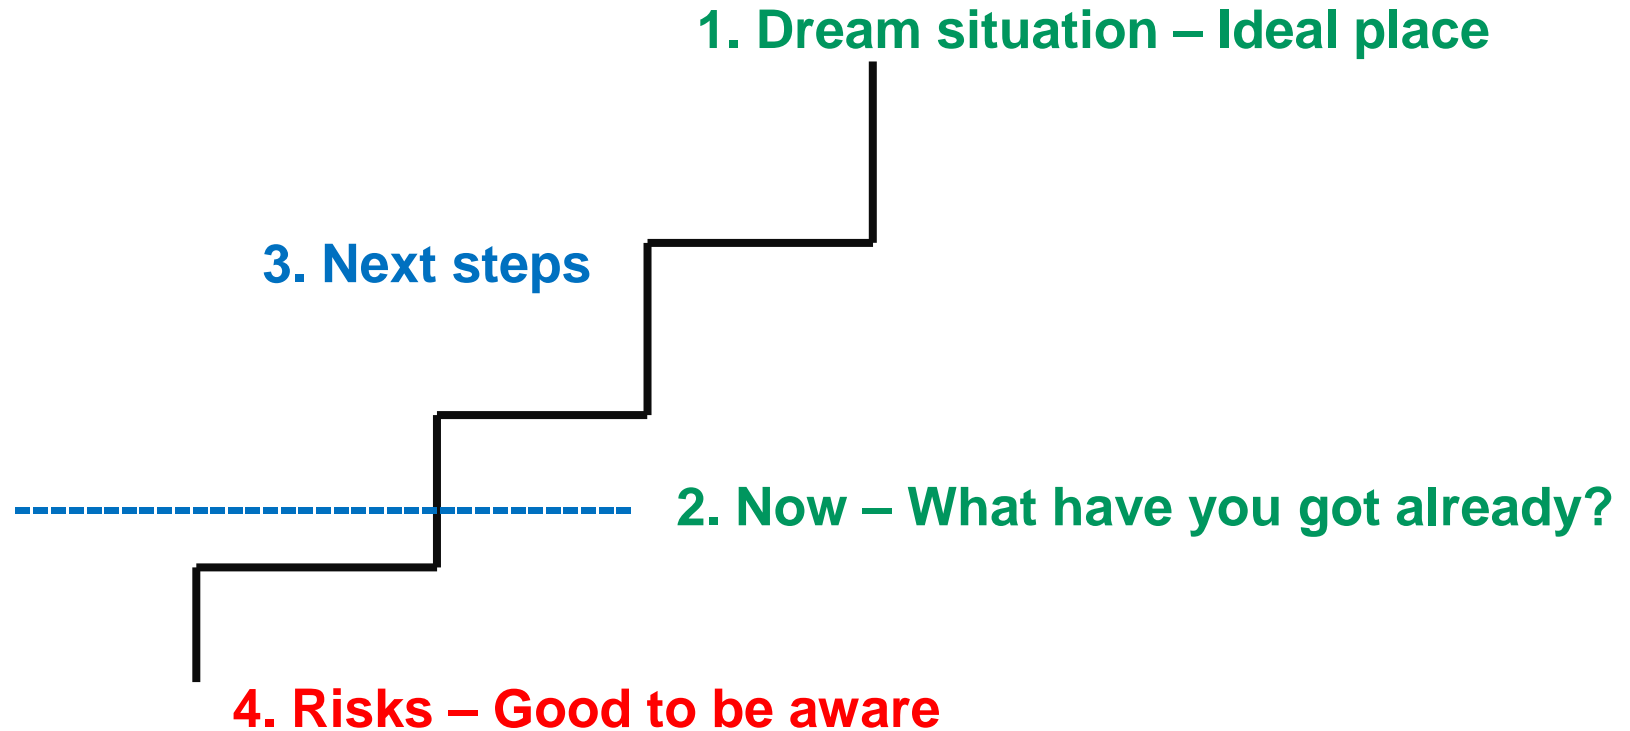 1. Dream situation – Ideal place
3. Next steps
2. Now – What have you got already?
4. Risks – Good to be aware